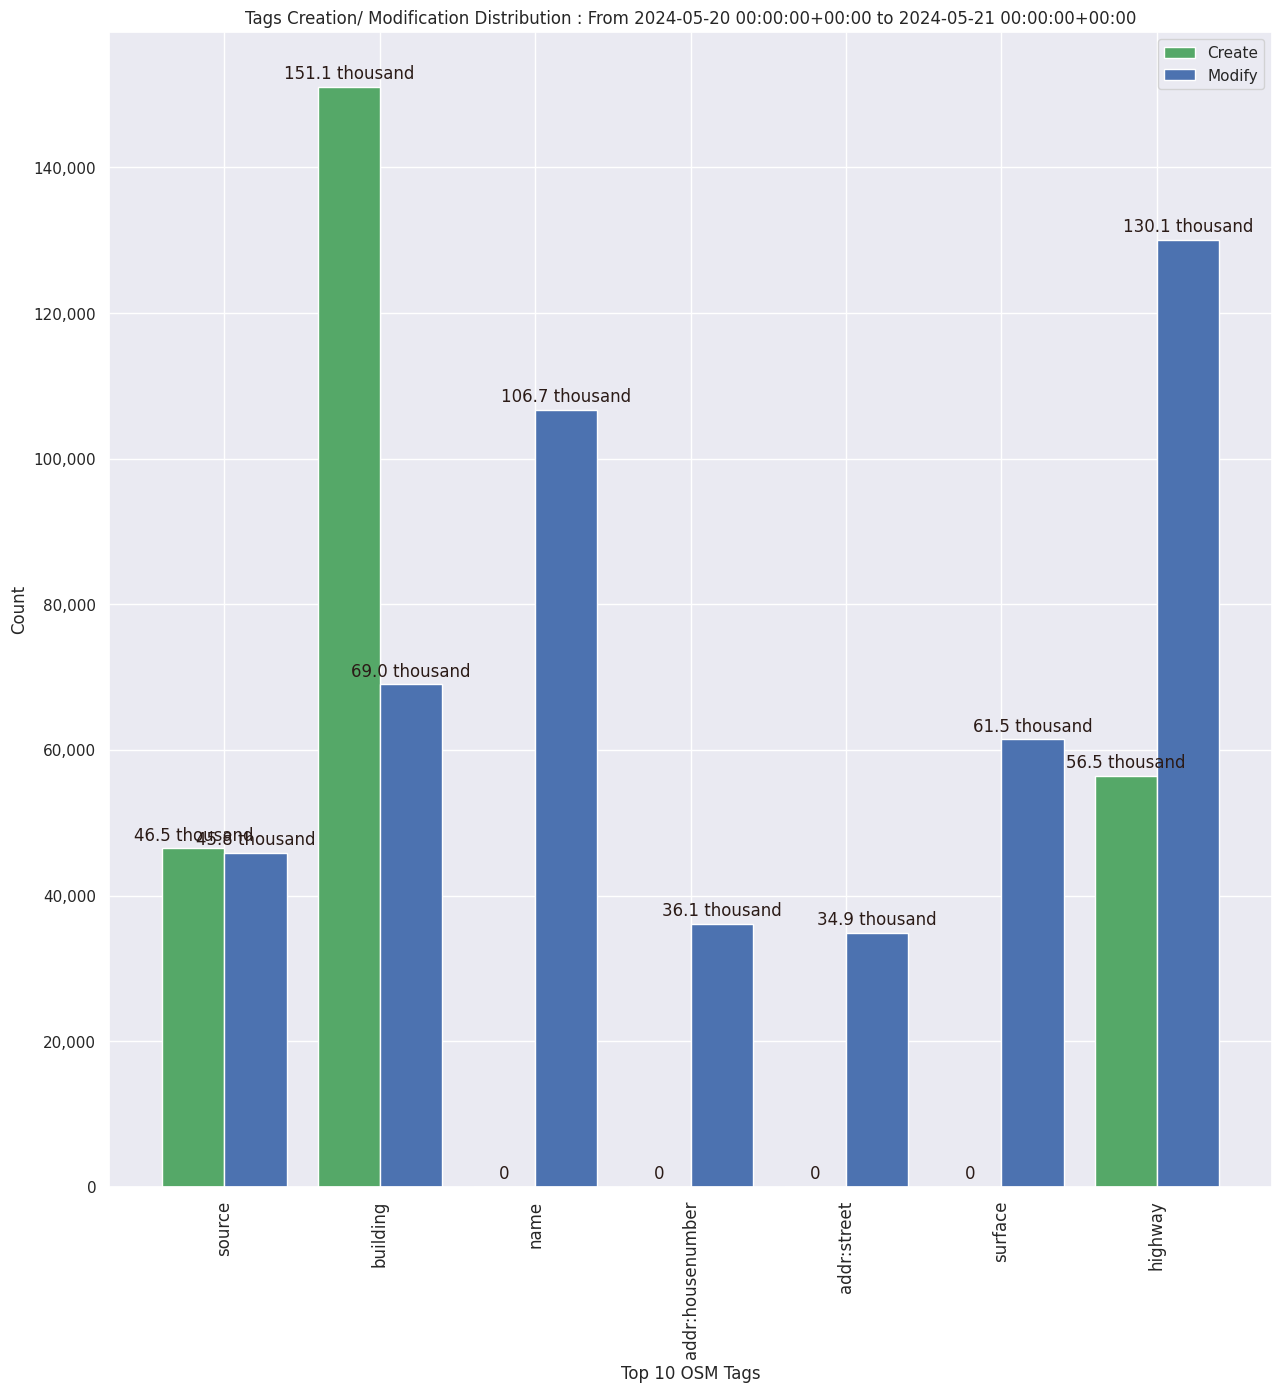 Tags Creation/ Modification Distribution : From 2024-05-20 00:00:00+00:00 to 2024-05-21 00:00:00+00:00
Create
Modify
151.1 thousand
140,000
130.1 thousand
120,000
106.7 thousand
100,000
Count
80,000
69.0 thousand
61.5 thousand
60,000
56.5 thousand
46.5 thousand
45.8 thousand
40,000
36.1 thousand
34.9 thousand
20,000
0
0
0
0
0
source
building
name
addr:housenumber
addr:street
surface
highway
Top 10 OSM Tags